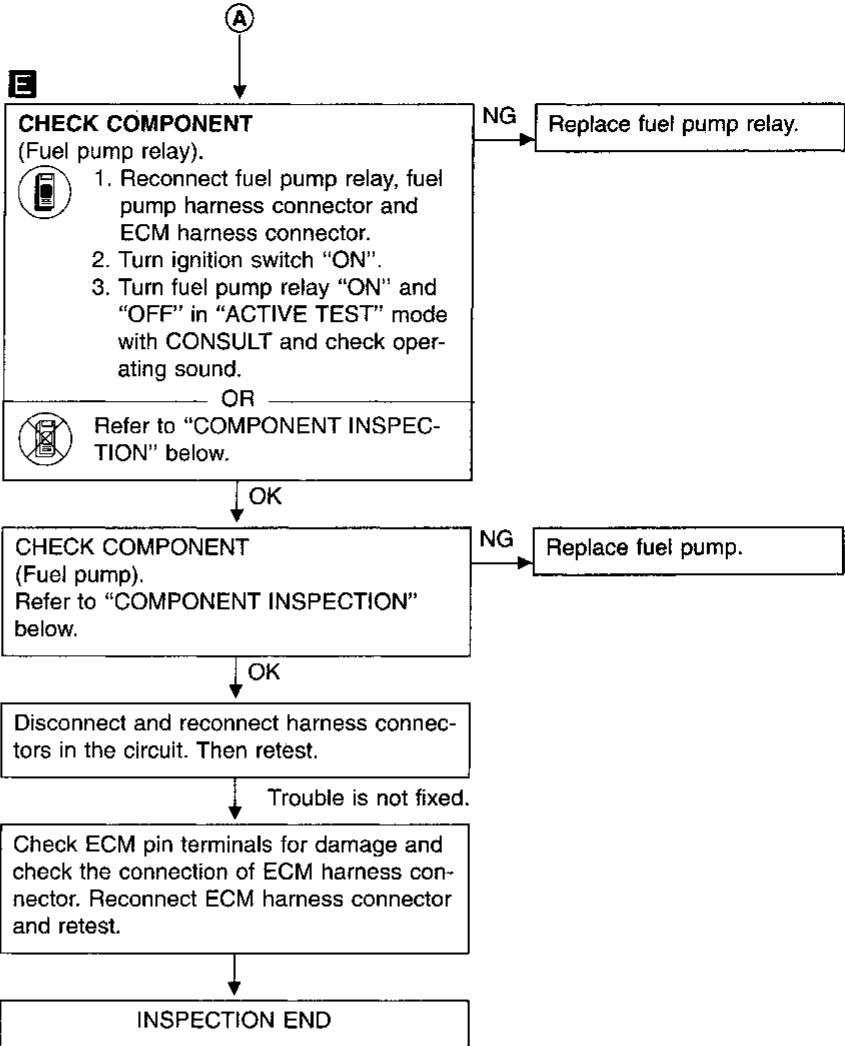 A
E
CHECK COMPONENT
(Fuel pump relay).
1. Reconnect fuel pump relay, fuel
pump harness connector and
ECM harness connector.
2. Turn ignition switch “ON”.
3. Turn fuel pump relay “ON” and
“OFF” in “ACTIVE TEST” mode
with CONSULT and check oper-
ating sound.
OR
Refer to “COMPONENT INSPEC-
TION” below.
NG
Replace fuel pump relay.
OK
CHECK COMPONENT
(Fuel pump).
Refer to “COMPONENT INSPECTION”
below.
NG
Replace fuel pump.
OK
Disconnect and reconnect harness connec-
tors in the circuit. Then retest.
Trouble is not fixed.
Check ECM pin terminals for damage and
check the connection of ECM harness con-
nector. Reconnect ECM harness connector
and retest.
INSPECTION END